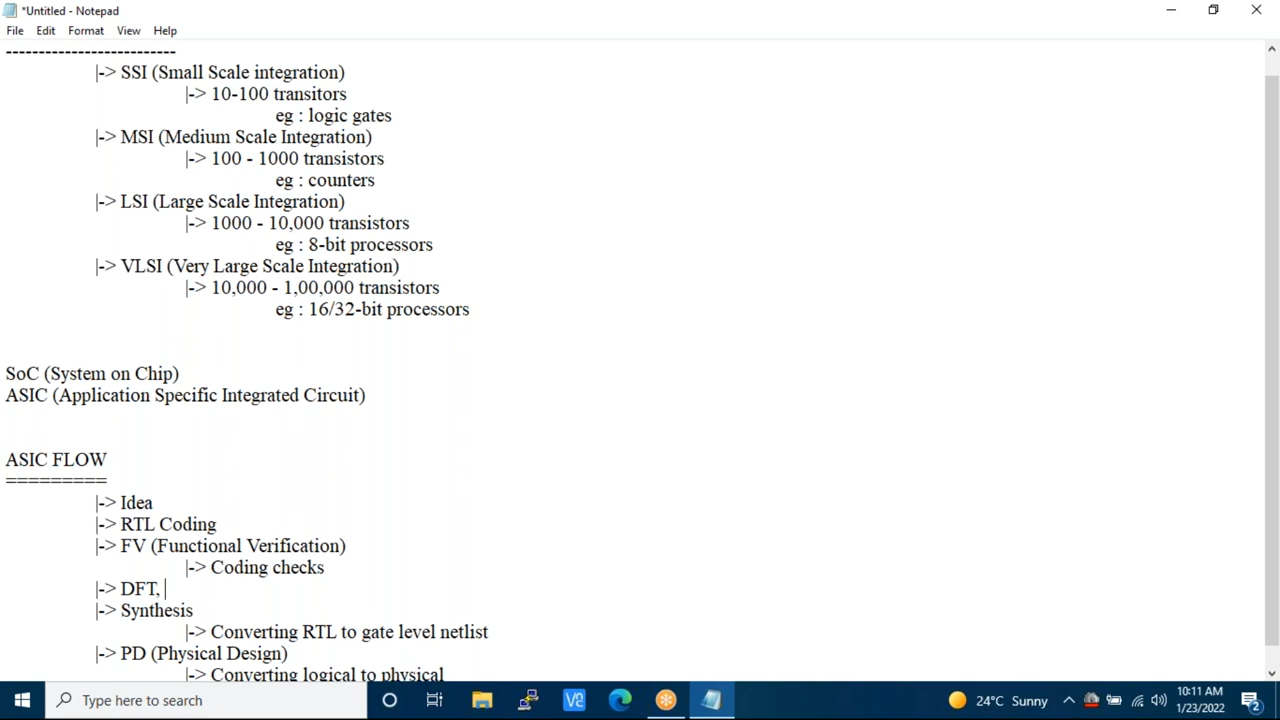 *Untitled - Notepad
File Edit Format View Help
--------------------------
|-> SSI (Small Scale integration)
|-> 10-100 transitors
eg : logic gates
|-> MSI (Medium Scale Integration)
|-> 100 - 1000 transistors
eg : counters
|-> LSI (Large Scale Integration)
|-> 1000 - 10,000 transistors
eg : 8-bit processors
|-> VLSI (Very Large Scale Integration)
|-> 10,000 - 1,00,000 transistors
eg : 16/32-bit processors
SoC (System on Chip)
ASIC (Application Specific Integrated Circuit)
ASIC FLOW
=========
|-> Idea
|-> RTL Coding
|-> FV (Functional Verification)
|-> Coding checks
|-> DFT,
|-> Synthesis
|-> Converting RTL to gate level netlist
|-> PD (Physical Design)
|-> Converting logical to physical
Type here to search
24°C Sunny
10:11 AM
1/23/2022
2